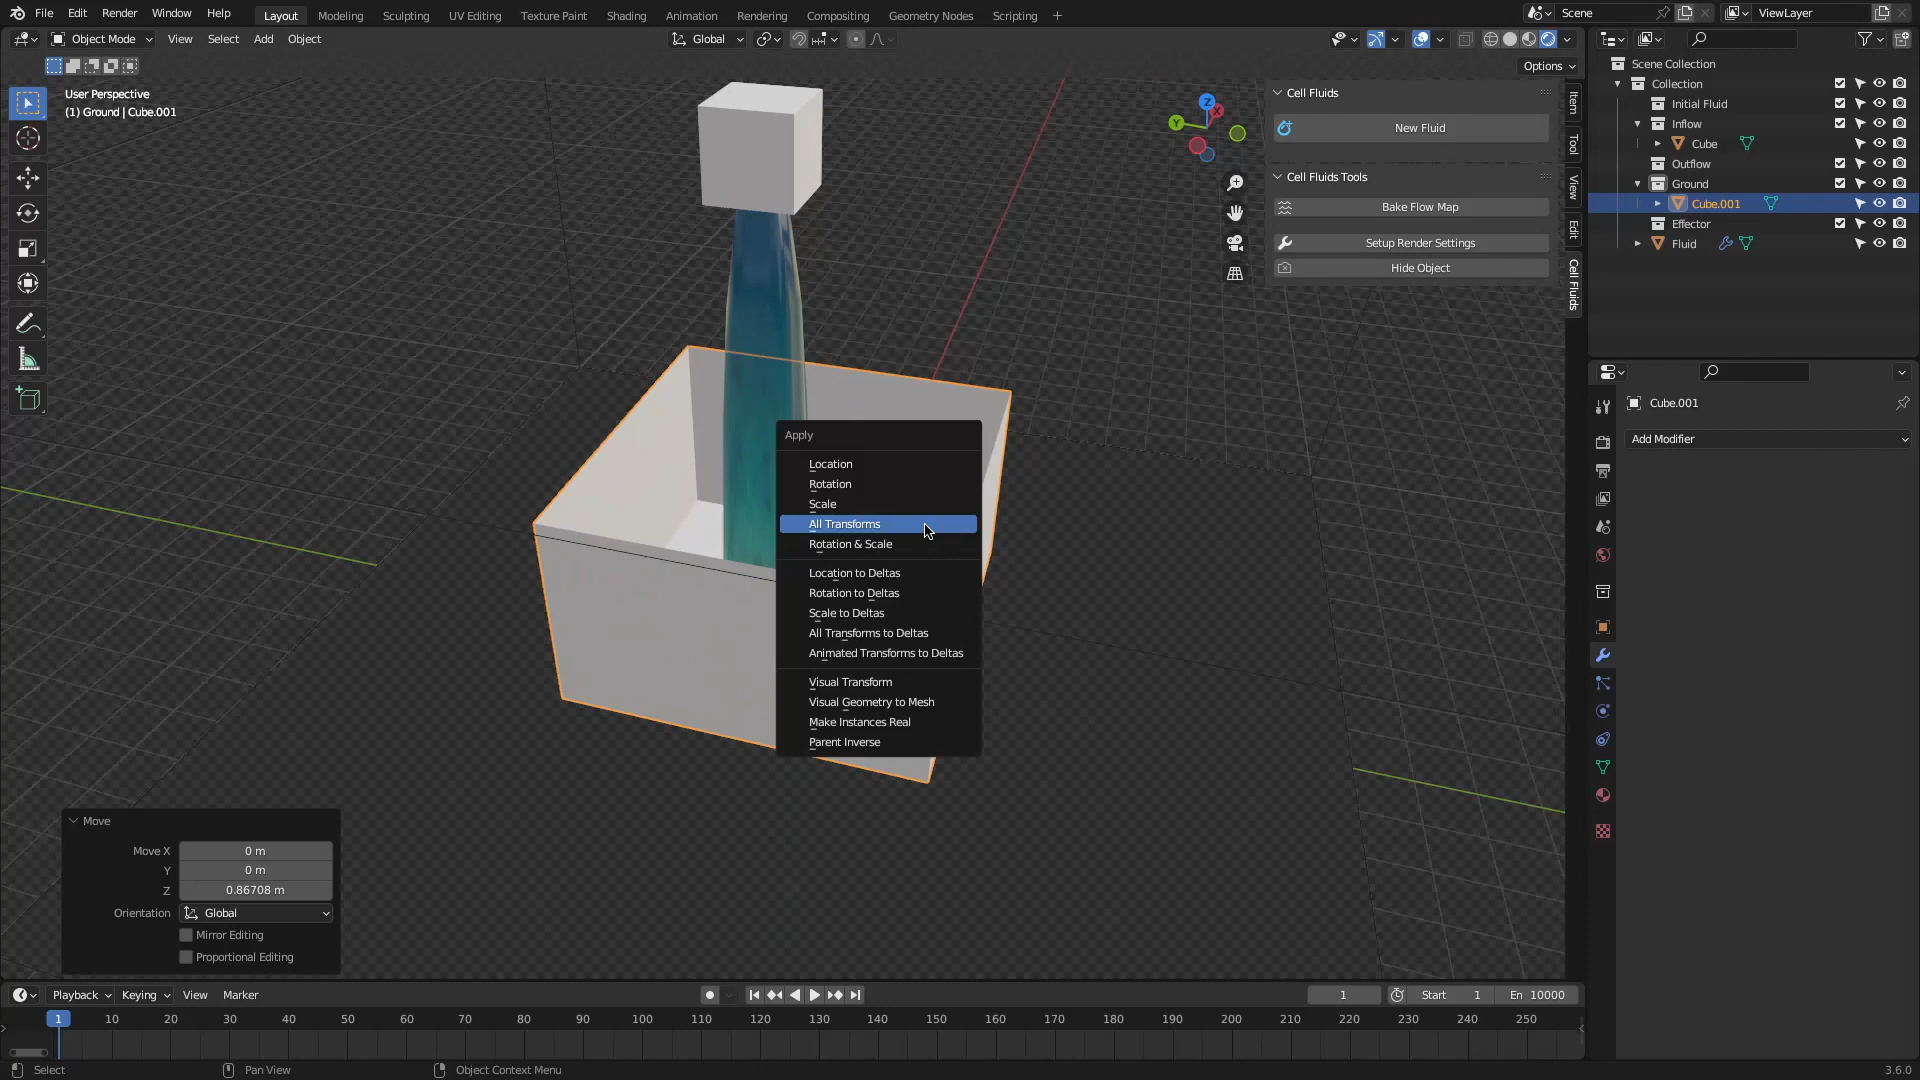 File Edit Render Window Help Layout Modeling Sculpting UV Editing Texture Paint Shading Animation Rendering Compositing Geometry Nodes Scripting + Scene ViewLayer
Object Mode View Select Add Object Global
Options
User Perspective
(1) Ground | Cube.001
Z
Y
Cell Fluids
New Fluid
Cell Fluids Tools
Bake Flow Map
Setup Render Settings
Hide Object
Item
Tool
View
Edit
Cell Fluids
Scene Collection
Collection
Initial Fluid
Inflow
Cube
Outflow
Ground
Cube.001
Effector
Fluid
Cube.001
Add Modifier
Apply
Location
Rotation
Scale
All Transforms
Rotation & Scale
Location to Deltas
Rotation to Deltas
Scale to Deltas
All Transforms to Deltas
Animated Transforms to Deltas
Visual Transform
Visual Geometry to Mesh
Make Instances Real
Parent Inverse
Move
Move X 0 m
Y 0 m
Z 0.86708 m
Orientation Global
Mirror Editing
Proportional Editing
Playback Keying View Marker 1 Start 1 En 10000
1 10 20 30 40 50 60 70 80 90 100 110 120 130 140 150 160 170 180 190 200 210 220 230 240 250
Select Pan View Object Context Menu 3.6.0